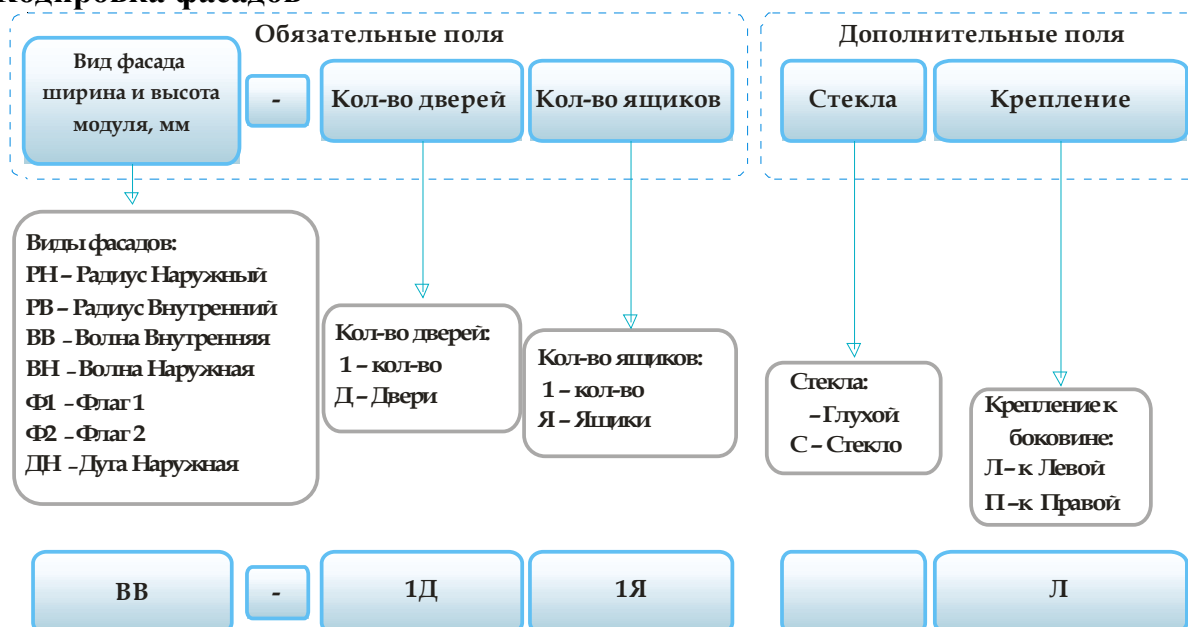 Кодировка фасадов
Обязательные поля
Дополнительные поля
Вид фасада
ширина и высота
модуля, мм
-
Кол-во дверей
Кол-во ящиков
Стекла
Крепление
Виды фасадов:
РН – Радиус Наружный
РВ – Радиус Внутренний
ВВ – Волна Внутренняя
ВН – Волна Наружная
Ф1 – Флаг 1
Ф2 – Флаг 2
ДН – Дуга Наружная
Кол-во дверей:
1 – кол-во
Д – Двери
Кол-во ящиков:
1 – кол-во
Я – Ящики
Стекла:
– Глухой
С – Стекло
Крепление к
боковине:
Л – к Левой
П – к Правой
ВВ
-
1Д
1Я
Л